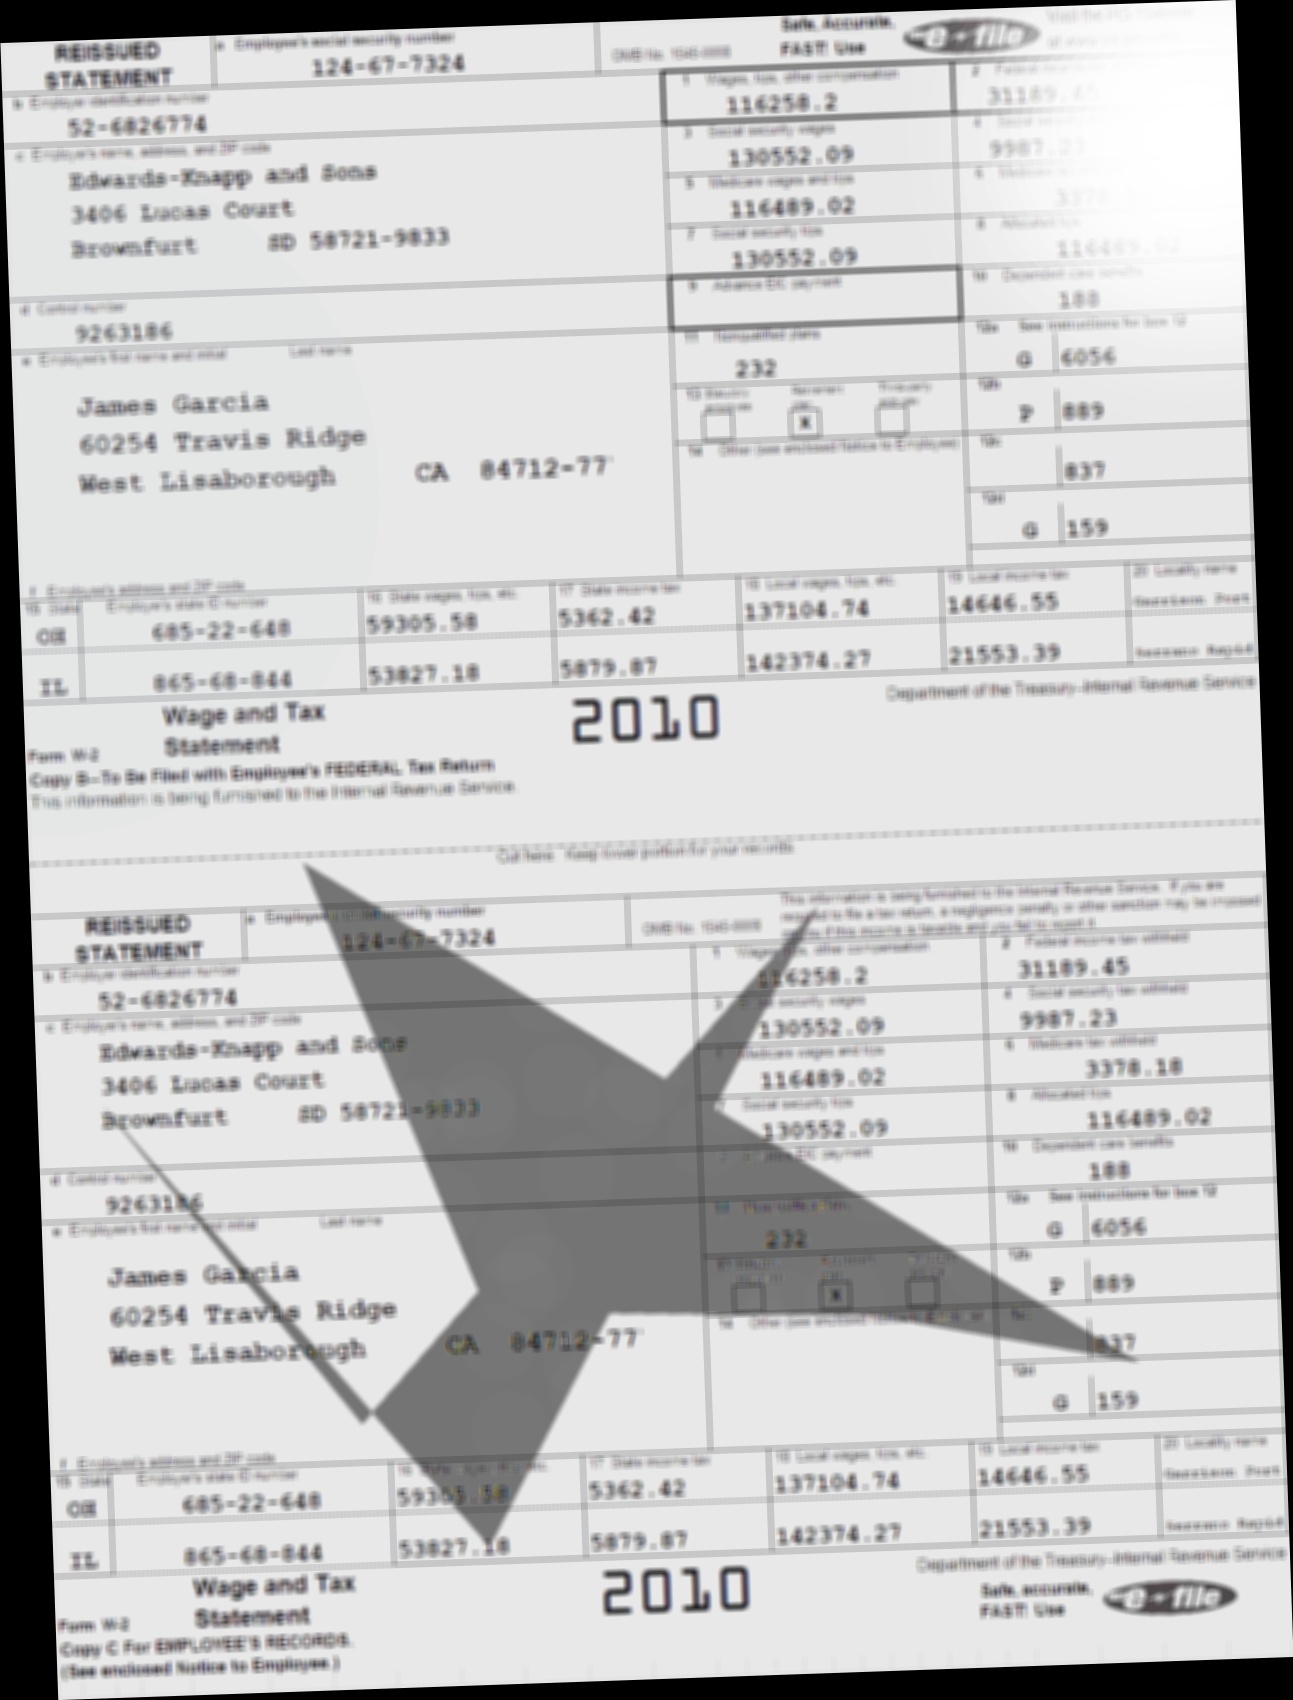 REISSUED STATEMENT
a Employee's social security number
124-67-7324
OMB No. 1545-0008
Safe, Accurate, FAST! Use
e-file
b Employer identification number
52-6826774
1 Wages, tips, other compensation
116258.2
2 Federal income
31189.45
c Employer's name, address, and ZIP code
Edwards-Knapp and Sons
3406 Lucas Court
Brownfurt SD 58721-9833
3 Social security wages
130552.09
4 Social
9987.23
5 Medicare wages and tips
116489.02
6 Medicare
3378.
7 Social security tips
130552.09
8 Allocated tips
116489.02
d Control number
9263186
9 Advance EIC payment
10 Dependent care benefits
188
e Employee's first name and initial Last name
James Garcia
60254 Travis Ridge
West Lisaborough CA 84712-77
11 Nonqualified plans
232
12a See instructions for box 12
G 6056
13 Statutory employee Retirement plan Third-party sick pay
X
12b
P 889
14 Other (see enclosed Notice to Employee)
12c
837
12d
G 159
f Employee's address and ZIP code
15 State Employer's state ID number 16 State wages, tips, etc. 17 State income tax 18 Local wages, tips, etc. 19 Local income tax 20 Locality name
OH 685-22-648 59305.58 5362.42 137104.74 14646.55
IL 865-68-844 53827.18 5879.87 142374.27 21553.39
Wage and Tax Statement
2010
Department of the Treasury-Internal Revenue Service
Form W-2
Copy B-To Be Filed with Employee's FEDERAL Tax Return
This information is being furnished to the Internal Revenue Service.
Cut here. Keep lower portion for your records.
REISSUED STATEMENT
a Employee's social security number
124-67-7324
OMB No. 1545-0008
This information is being furnished to the Internal Revenue Service. If you are
required to file a tax return, a negligence penalty or other sanction may be imposed
on you if this income is taxable and you fail to report it.
b Employer identification number
52-6826774
1 Wages, tips, other compensation
116258.2
2 Federal income tax withheld
31189.45
c Employer's name, address, and ZIP code
Edwards-Knapp and Sons
3406 Lucas Court
Brownfurt SD 58721-9833
3 Social security wages
130552.09
4 Social security tax withheld
9987.23
5 Medicare wages and tips
116489.02
6 Medicare tax withheld
3378.18
7 Social security tips
130552.09
8 Allocated tips
116489.02
d Control number
9263186
9 Advance EIC payment
10 Dependent care benefits
188
e Employee's first name and initial Last name
James Garcia
60254 Travis Ridge
West Lisaborough CA 84712-77
232
12a See instructions for box 12
G 6056
X
12b
P 889
14 Other (see enclosed Notice to Employee)
837
12d
G 159
f Employee's address and ZIP code
15 State Employer's state ID number 16 State wages, tips, etc. 17 State income tax 18 Local wages, tips, etc. 19 Local income tax 20 Locality name
OH 685-22-648 59305.58 5362.42 137104.74 14646.55
IL 865-68-844 53827.18 5879.87 142374.27 21553.39
Wage and Tax Statement
2010
Department of the Treasury-Internal Revenue Service
Form W-2
Safe, accurate, FAST! Use
e-file
Copy C For EMPLOYEE'S RECORDS.
(See enclosed Notice to Employee.)